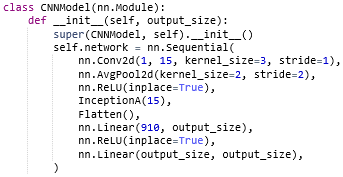 class CNNModel(nn.Module):
    def __init__(self, output_size):
        super(CNNModel, self).__init__()
        self.network = nn.Sequential(
            nn.Conv2d(1, 15, kernel_size=3, stride=1),
            nn.AvgPool2d(kernel_size=2, stride=2),
            nn.ReLU(inplace=True),
            InceptionA(15),
            Flatten(),
            nn.Linear(910, output_size),
            nn.ReLU(inplace=True),
            nn.Linear(output_size, output_size),
        )